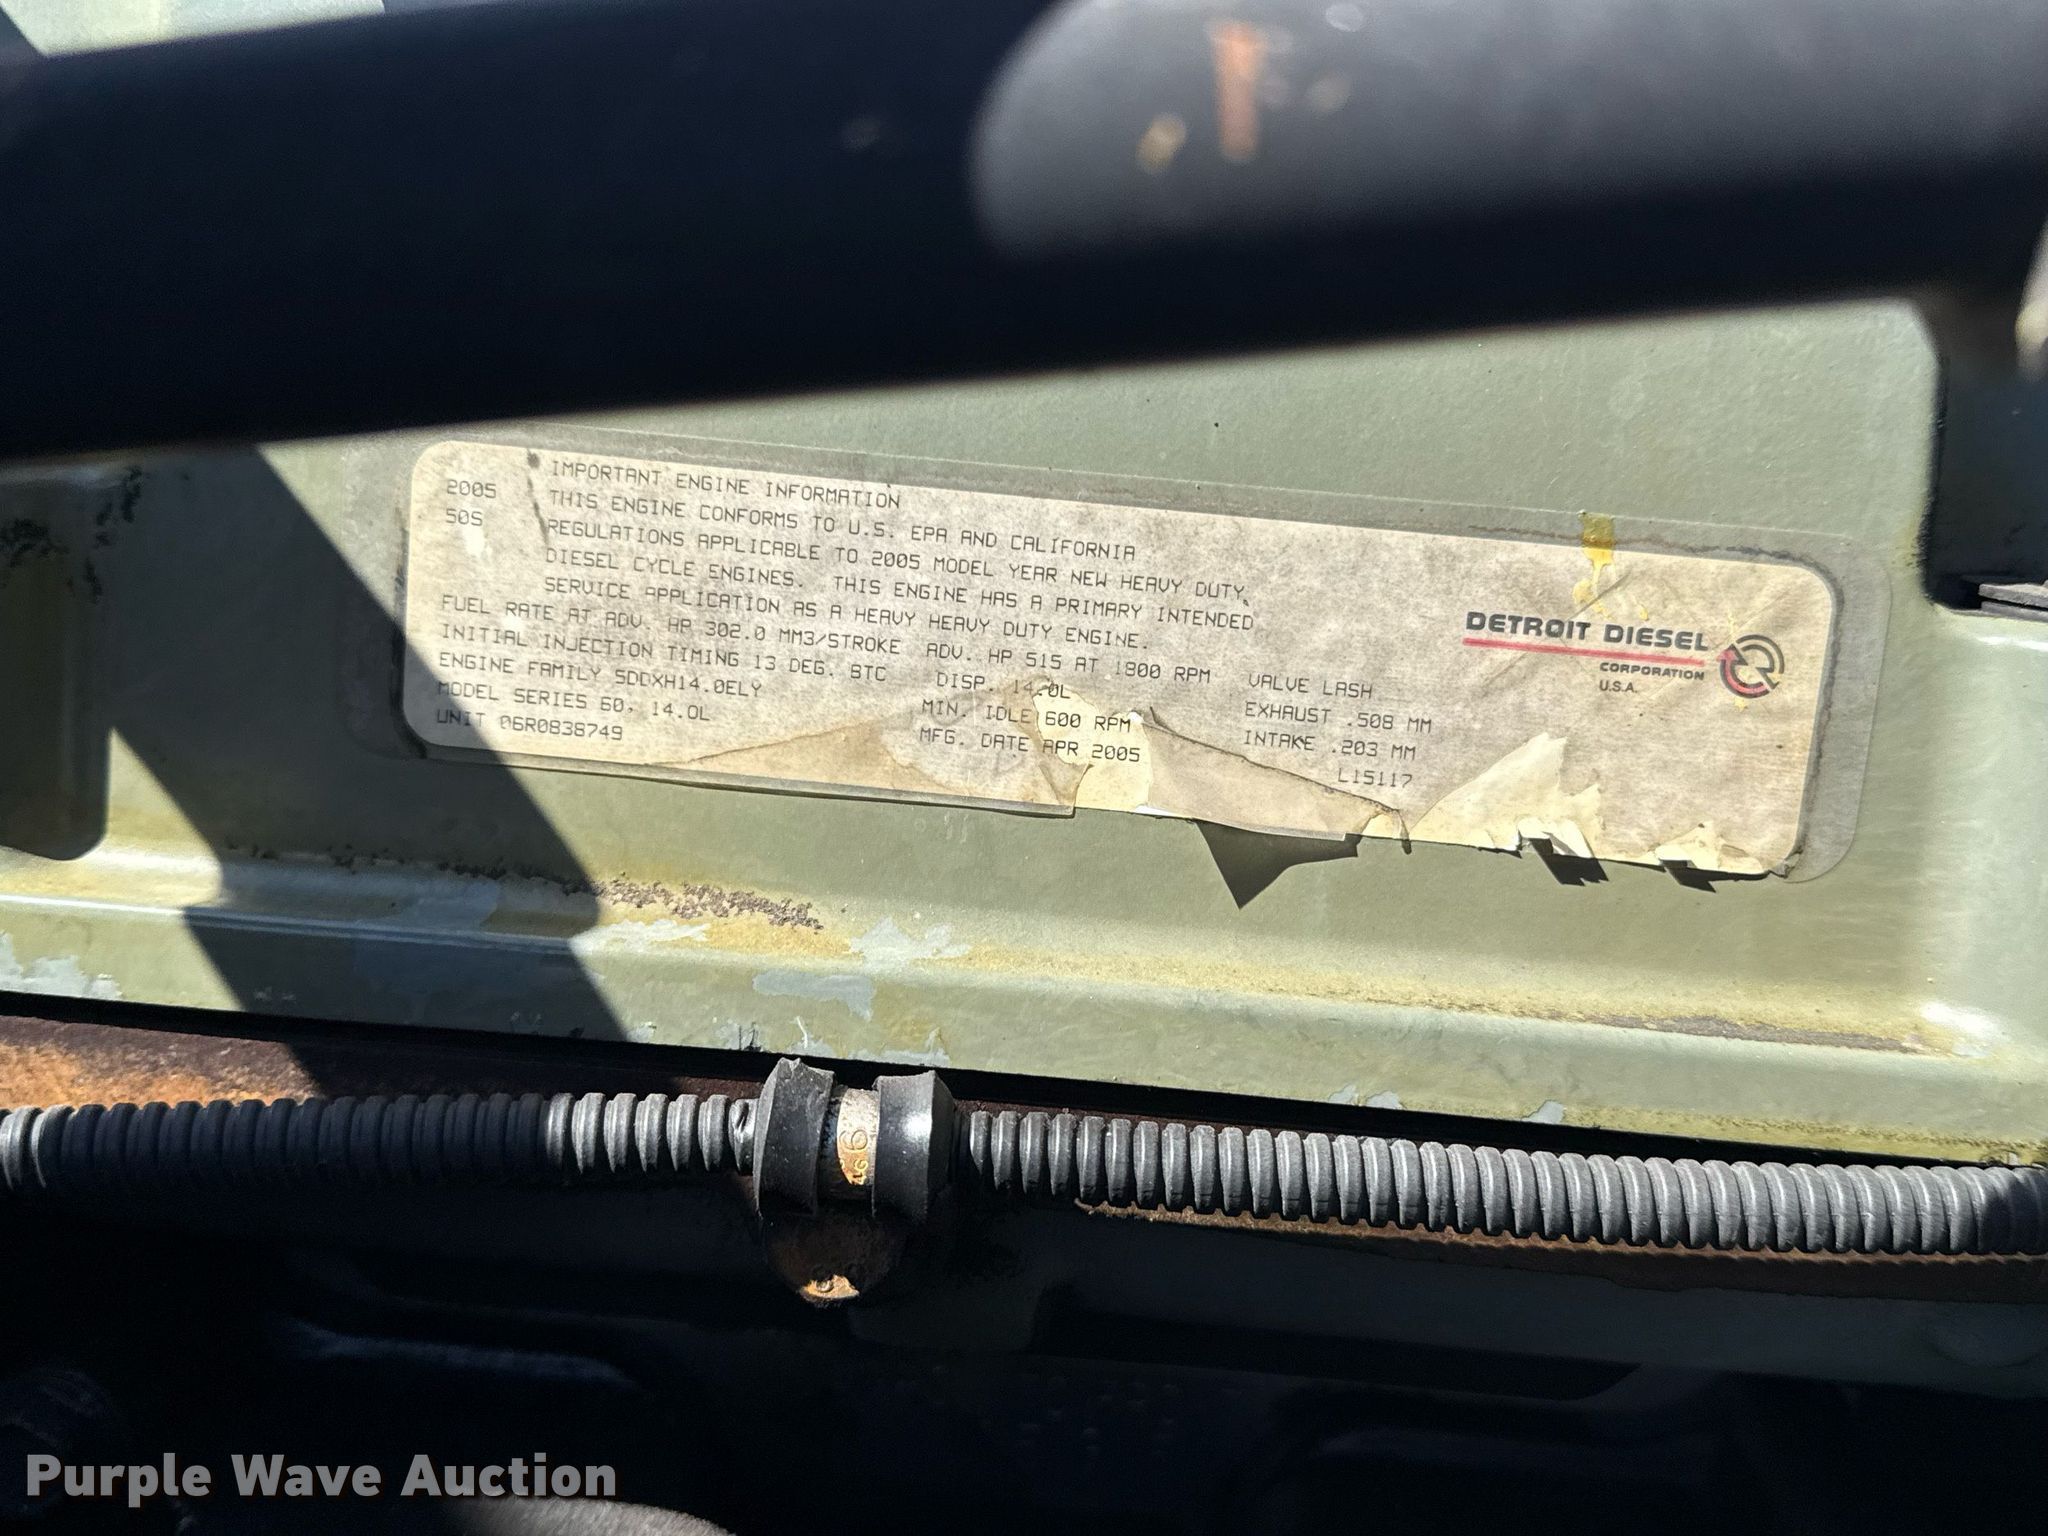 IMPORTANT ENGINE INFORMATION
2005 THIS ENGINE CONFORMS TO U.S. EPA AND CALIFORNIA
50S REGULATIONS APPLICABLE TO 2005 MODEL YEAR NEW HEAVY DUTY
DIESEL CYCLE ENGINES. THIS ENGINE HAS A PRIMARY INTENDED
SERVICE APPLICATION AS A HEAVY HEAVY DUTY ENGINE.
FUEL RATE AT ADV. HP 302.0 MM3/STROKE ADV. HP 515 AT 1800 RPM VALVE LASH
INITIAL INJECTION TIMING 13 DEG. BTC DISP. 14.0L EXHAUST .508 MM
ENGINE FAMILY 5DDXH14.0ELY MIN. IDLE 600 RPM INTAKE .203 MM
MODEL SERIES 60, 14.0L MFG. DATE APR 2005 L15117
UNIT 06R0838749
DETROIT DIESEL
CORPORATION
U.S.A.
Purple Wave Auction